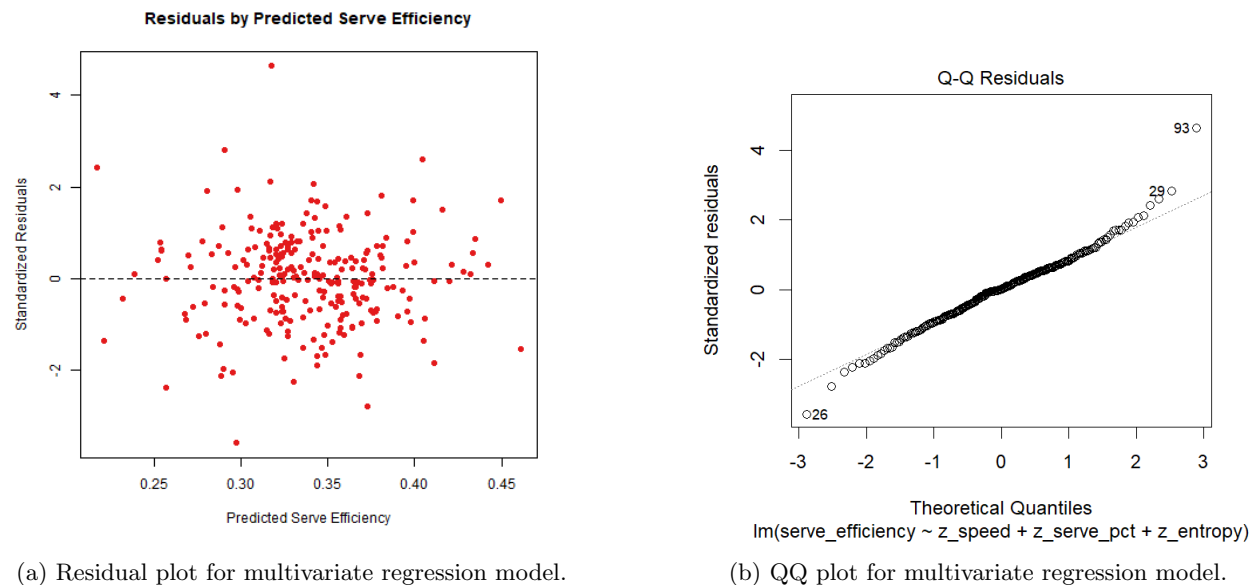 Residuals by Predicted Serve Efficiency
Standardized Residuals
4
2
0
-2
0.25 0.30 0.35 0.40 0.45
Predicted Serve Efficiency
(a) Residual plot for multivariate regression model.
Q-Q Residuals
Standardized residuals
4
2
0
-2
93
29
26
-3 -2 -1 0 1 2 3
Theoretical Quantiles
lm(serve_efficiency ~ z_speed + z_serve_pct + z_entropy)
(b) QQ plot for multivariate regression model.